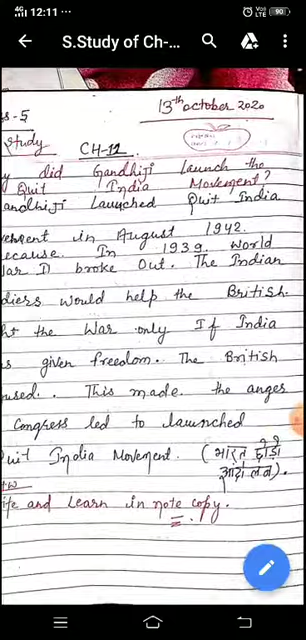 12:11
S.Study of Ch-...
13th october 2020
s-5
Study
CH-12
y did Gandhiji Launch the
Quit India Movement?
andhiji Launched Quit India
vement in August 1942.
ecause In 1939 World
ar II broke Out. The Indian
diers would help the British.
ht the War only If India
s given freedom. The British
used. This made the anger
Congress led to launched
uit India Movement. (भारत छोड़ो
आंदोलन).
H.W
ite and Learn in note copy.